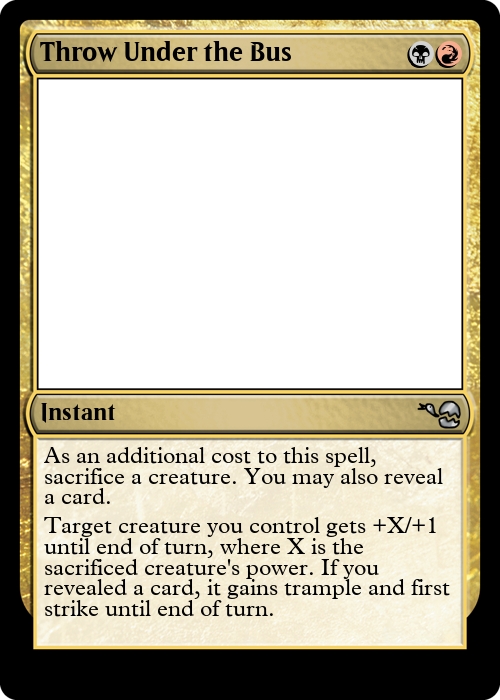 Throw Under the Bus
Instant
As an additional cost to this spell,
sacrifice a creature. You may also reveal
a card.
Target creature you control gets +X/+1
until end of turn, where X is the
sacrificed creature's power. If you
revealed a card, it gains trample and first
strike until end of turn.